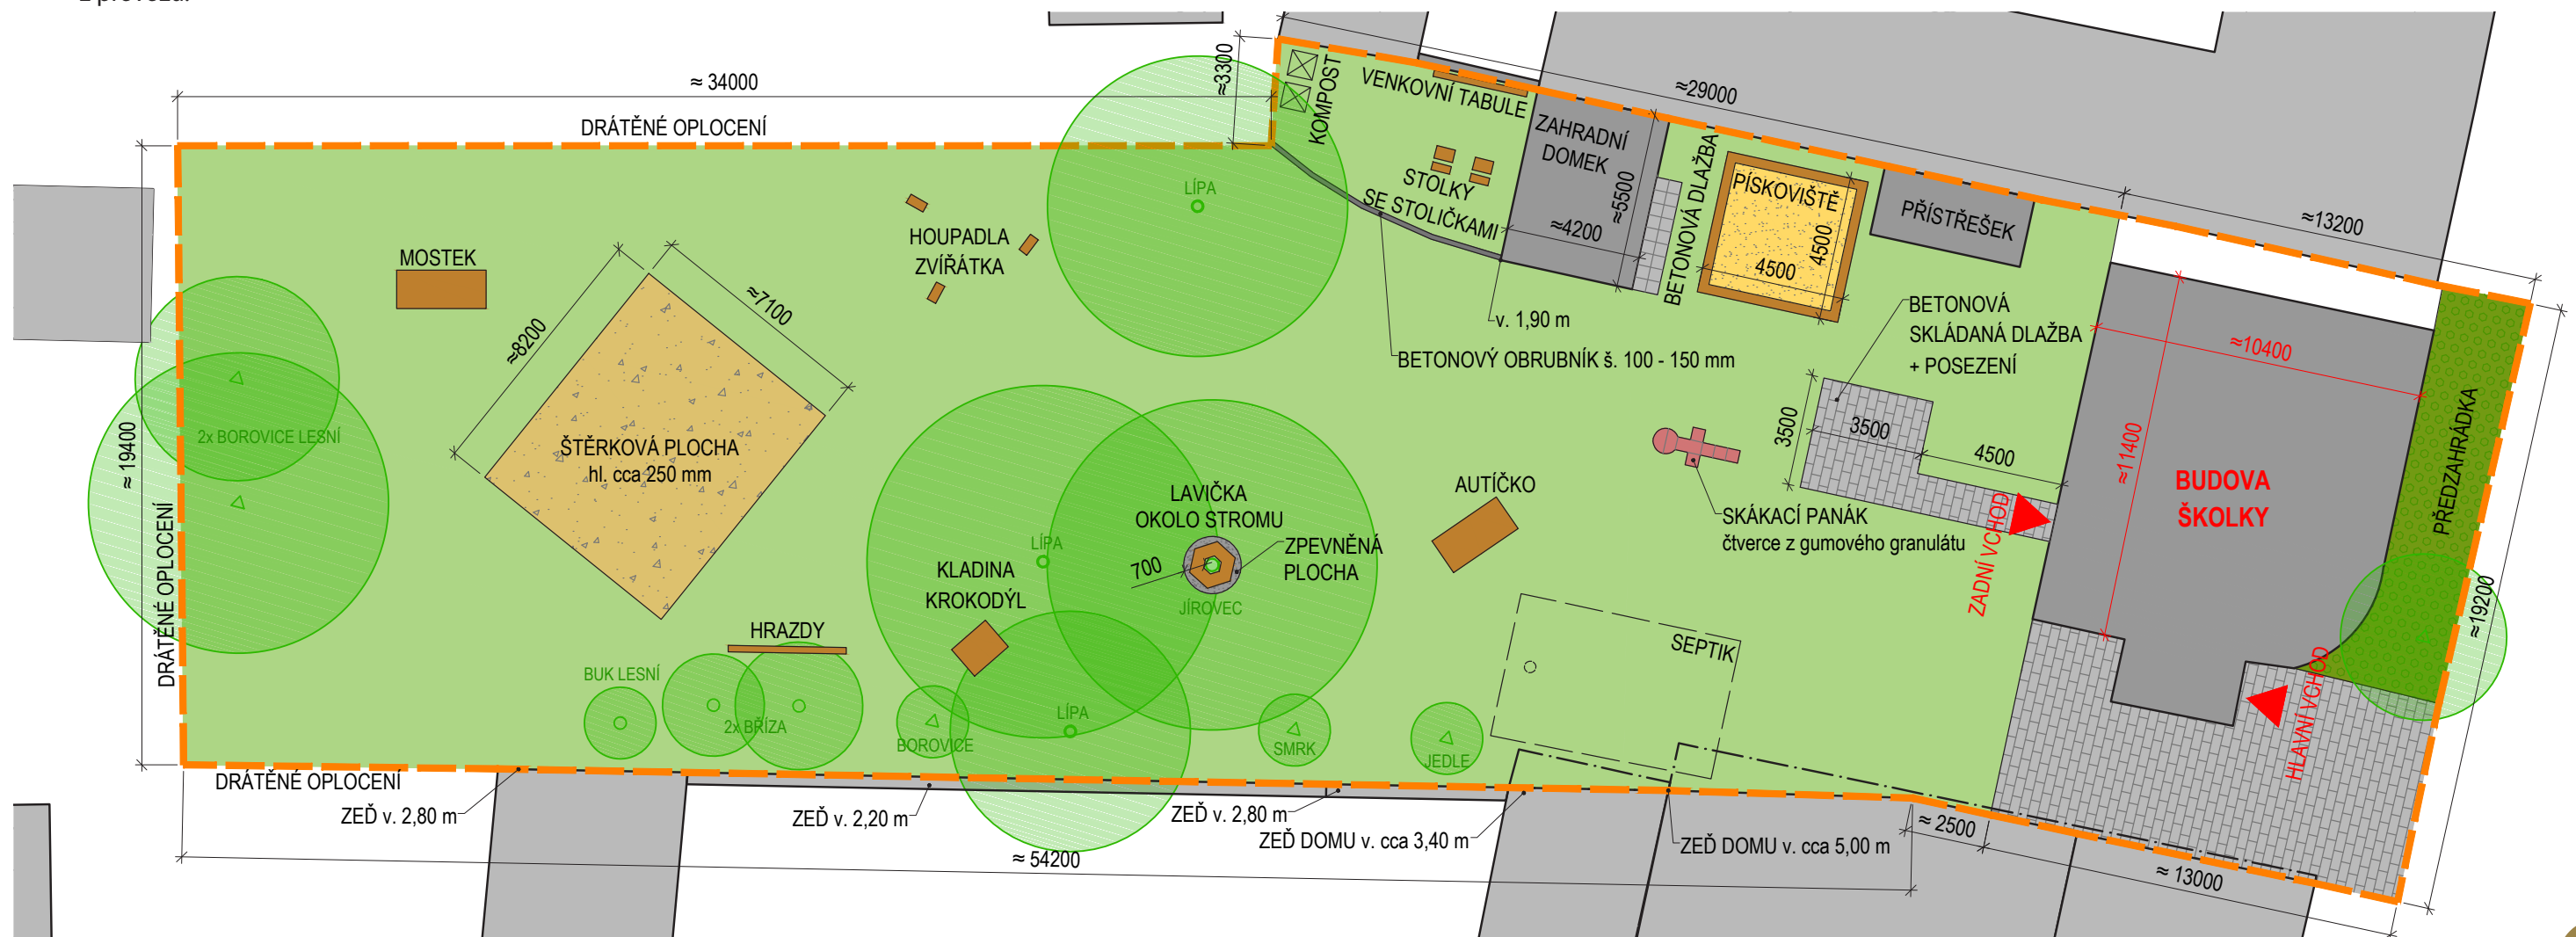 ≈ 34000
DRÁTĚNÉ OPLOCENÍ
≈3300
KOMPOST
VENKOVNÍ TABULE
≈29000
≈13200
ZAHRADNÍ
DOMEK
≈5500
≈4200
BETONOVÁ DLAŽBA
PÍSKOVIŠTĚ
4500
4500
PŘÍSTŘEŠEK
STOLKY
SE STOLIČKAMI
LÍPA
HOUPADLA
ZVÍŘÁTKA
MOSTEK
≈8200
≈7100
v. 1,90 m
BETONOVÝ OBRUBNÍK š. 100 - 150 mm
BETONOVÁ
SKLÁDANÁ DLAŽBA
+ POSEZENÍ
≈10400
≈11400
3500
3500
4500
PŘEDZAHRÁDKA
2x BOROVICE LESNÍ
≈ 19400
DRÁTĚNÉ OPLOCENÍ
ŠTĚRKOVÁ PLOCHA
hl. cca 250 mm
LAVIČKA
OKOLO STROMU
AUTÍČKO
BUDOVA
ŠKOLKY
SKÁKACÍ PANÁK
čtverce z gumového granulátu
ZADNÍ VCHOD
LÍPA
700
ZPEVNĚNÁ
PLOCHA
JÍROVEC
KLADINA
KROKODÝL
HRAZDY
SEPTIK
≈19200
HLAVNÍ VCHOD
BUK LESNÍ
2x BŘÍZA
BOROVICE
LÍPA
SMRK
JEDLE
DRÁTĚNÉ OPLOCENÍ
ZEĎ v. 2,80 m
ZEĎ v. 2,20 m
ZEĎ v. 2,80 m
ZEĎ DOMU v. cca 3,40 m
ZEĎ DOMU v. cca 5,00 m
≈ 2500
≈ 13000
≈ 54200